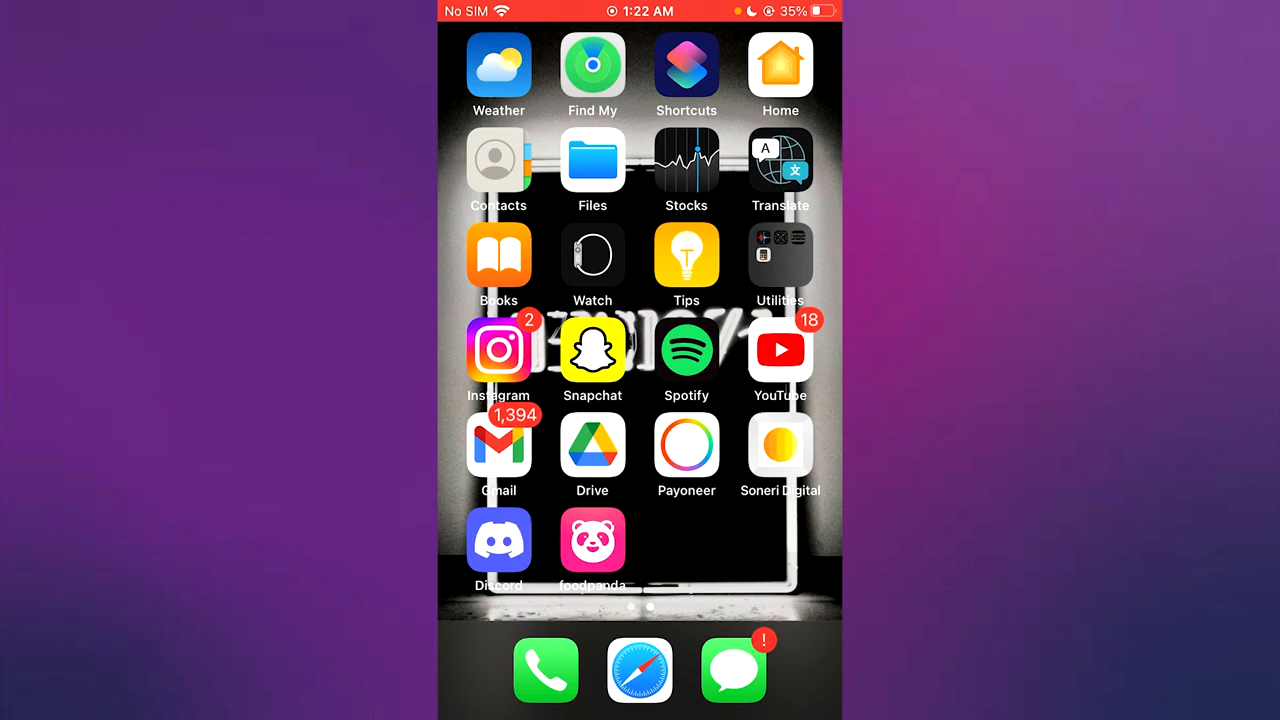 No SIM 1:22 AM 35%
Weather Find My Shortcuts Home
A 文
Contacts Files Stocks Translate
Books Watch Tips Utilities
2 18
Instagram Snapchat Spotify YouTube
1,394
Gmail Drive Payoneer Soneri Digital
Discord foodpanda
!